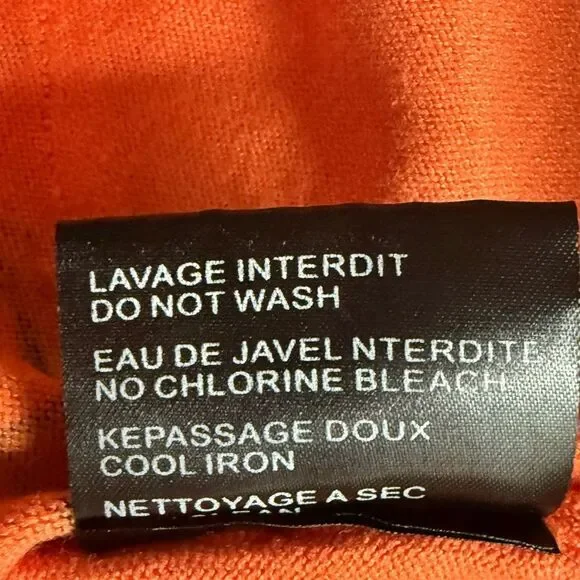 LAVAGE INTERDIT
DO NOT WASH
EAU DE JAVEL NTERDITE
NO CHLORINE BLEACH
KEPASSAGE DOUX
COOL IRON
NETTOYAGE A SEC